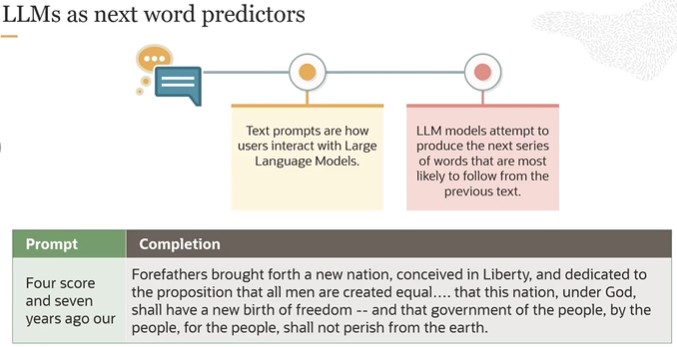 LLMs as next word predictors
Text prompts are how
users interact with Large
Language Models.
LLM models attempt to
produce the next series
of words that are most
likely to follow from the
previous text.
Prompt
Completion
Four score
and seven
years ago our
Forefathers brought forth a new nation, conceived in Liberty, and dedicated to
the proposition that all men are created equal.... that this nation, under God,
shall have a new birth of freedom -- and that government of the people, by the
people, for the people, shall not perish from the earth.